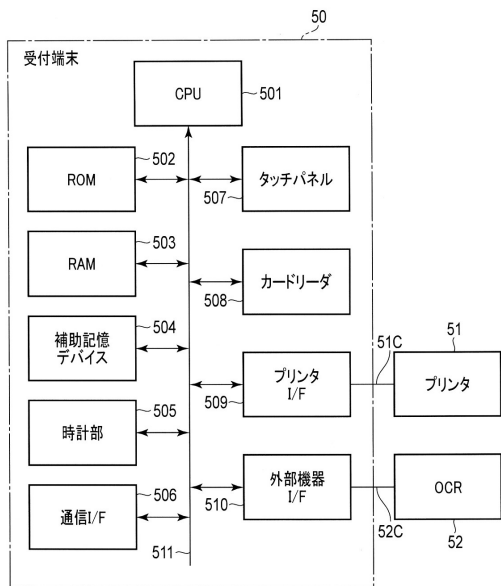 50
受付端末
CPU
501
502
ROM
タッチパネル
507
503
RAM
カードリーダ
508
504
補助記憶
デバイス
51C
51
プリンタ
I/F
509
プリンタ
505
時計部
506
通信I/F
外部機器
I/F
510
52C
OCR
52
511